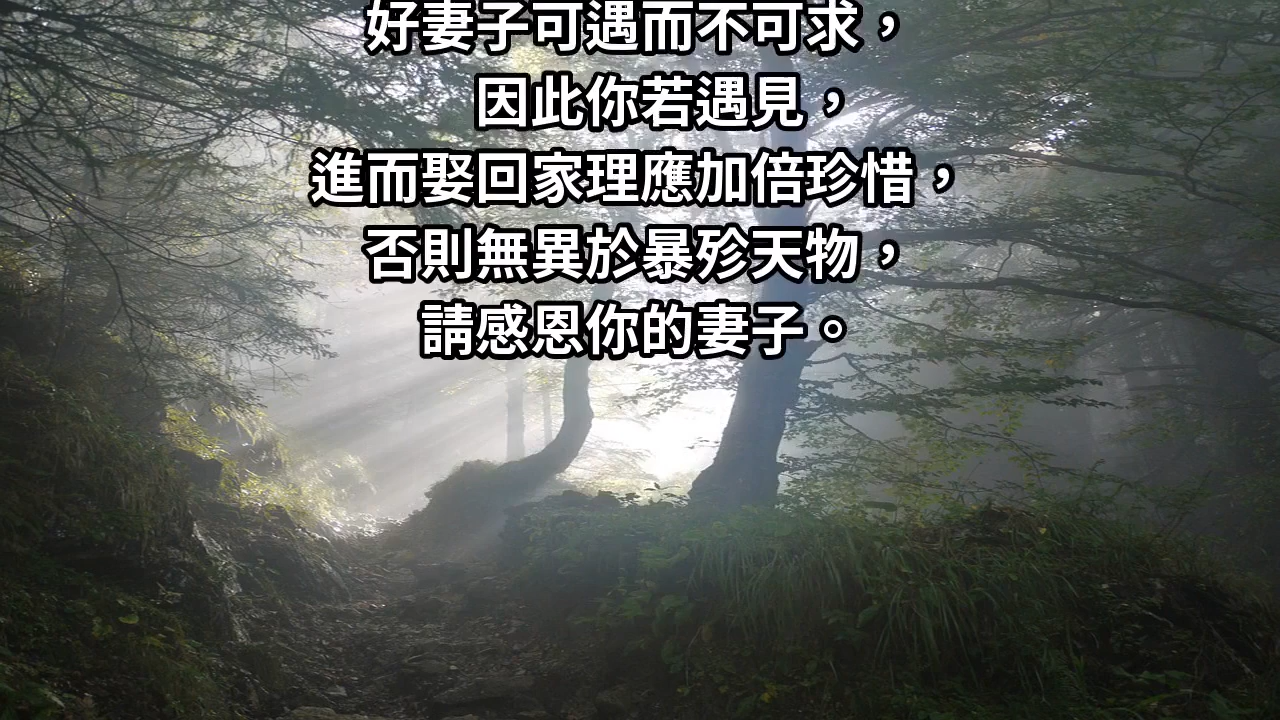 好妻子可遇而不可求，
因此你若遇見，
進而娶回家理應加倍珍惜，
否則無異於暴殄天物，
請感恩你的妻子。